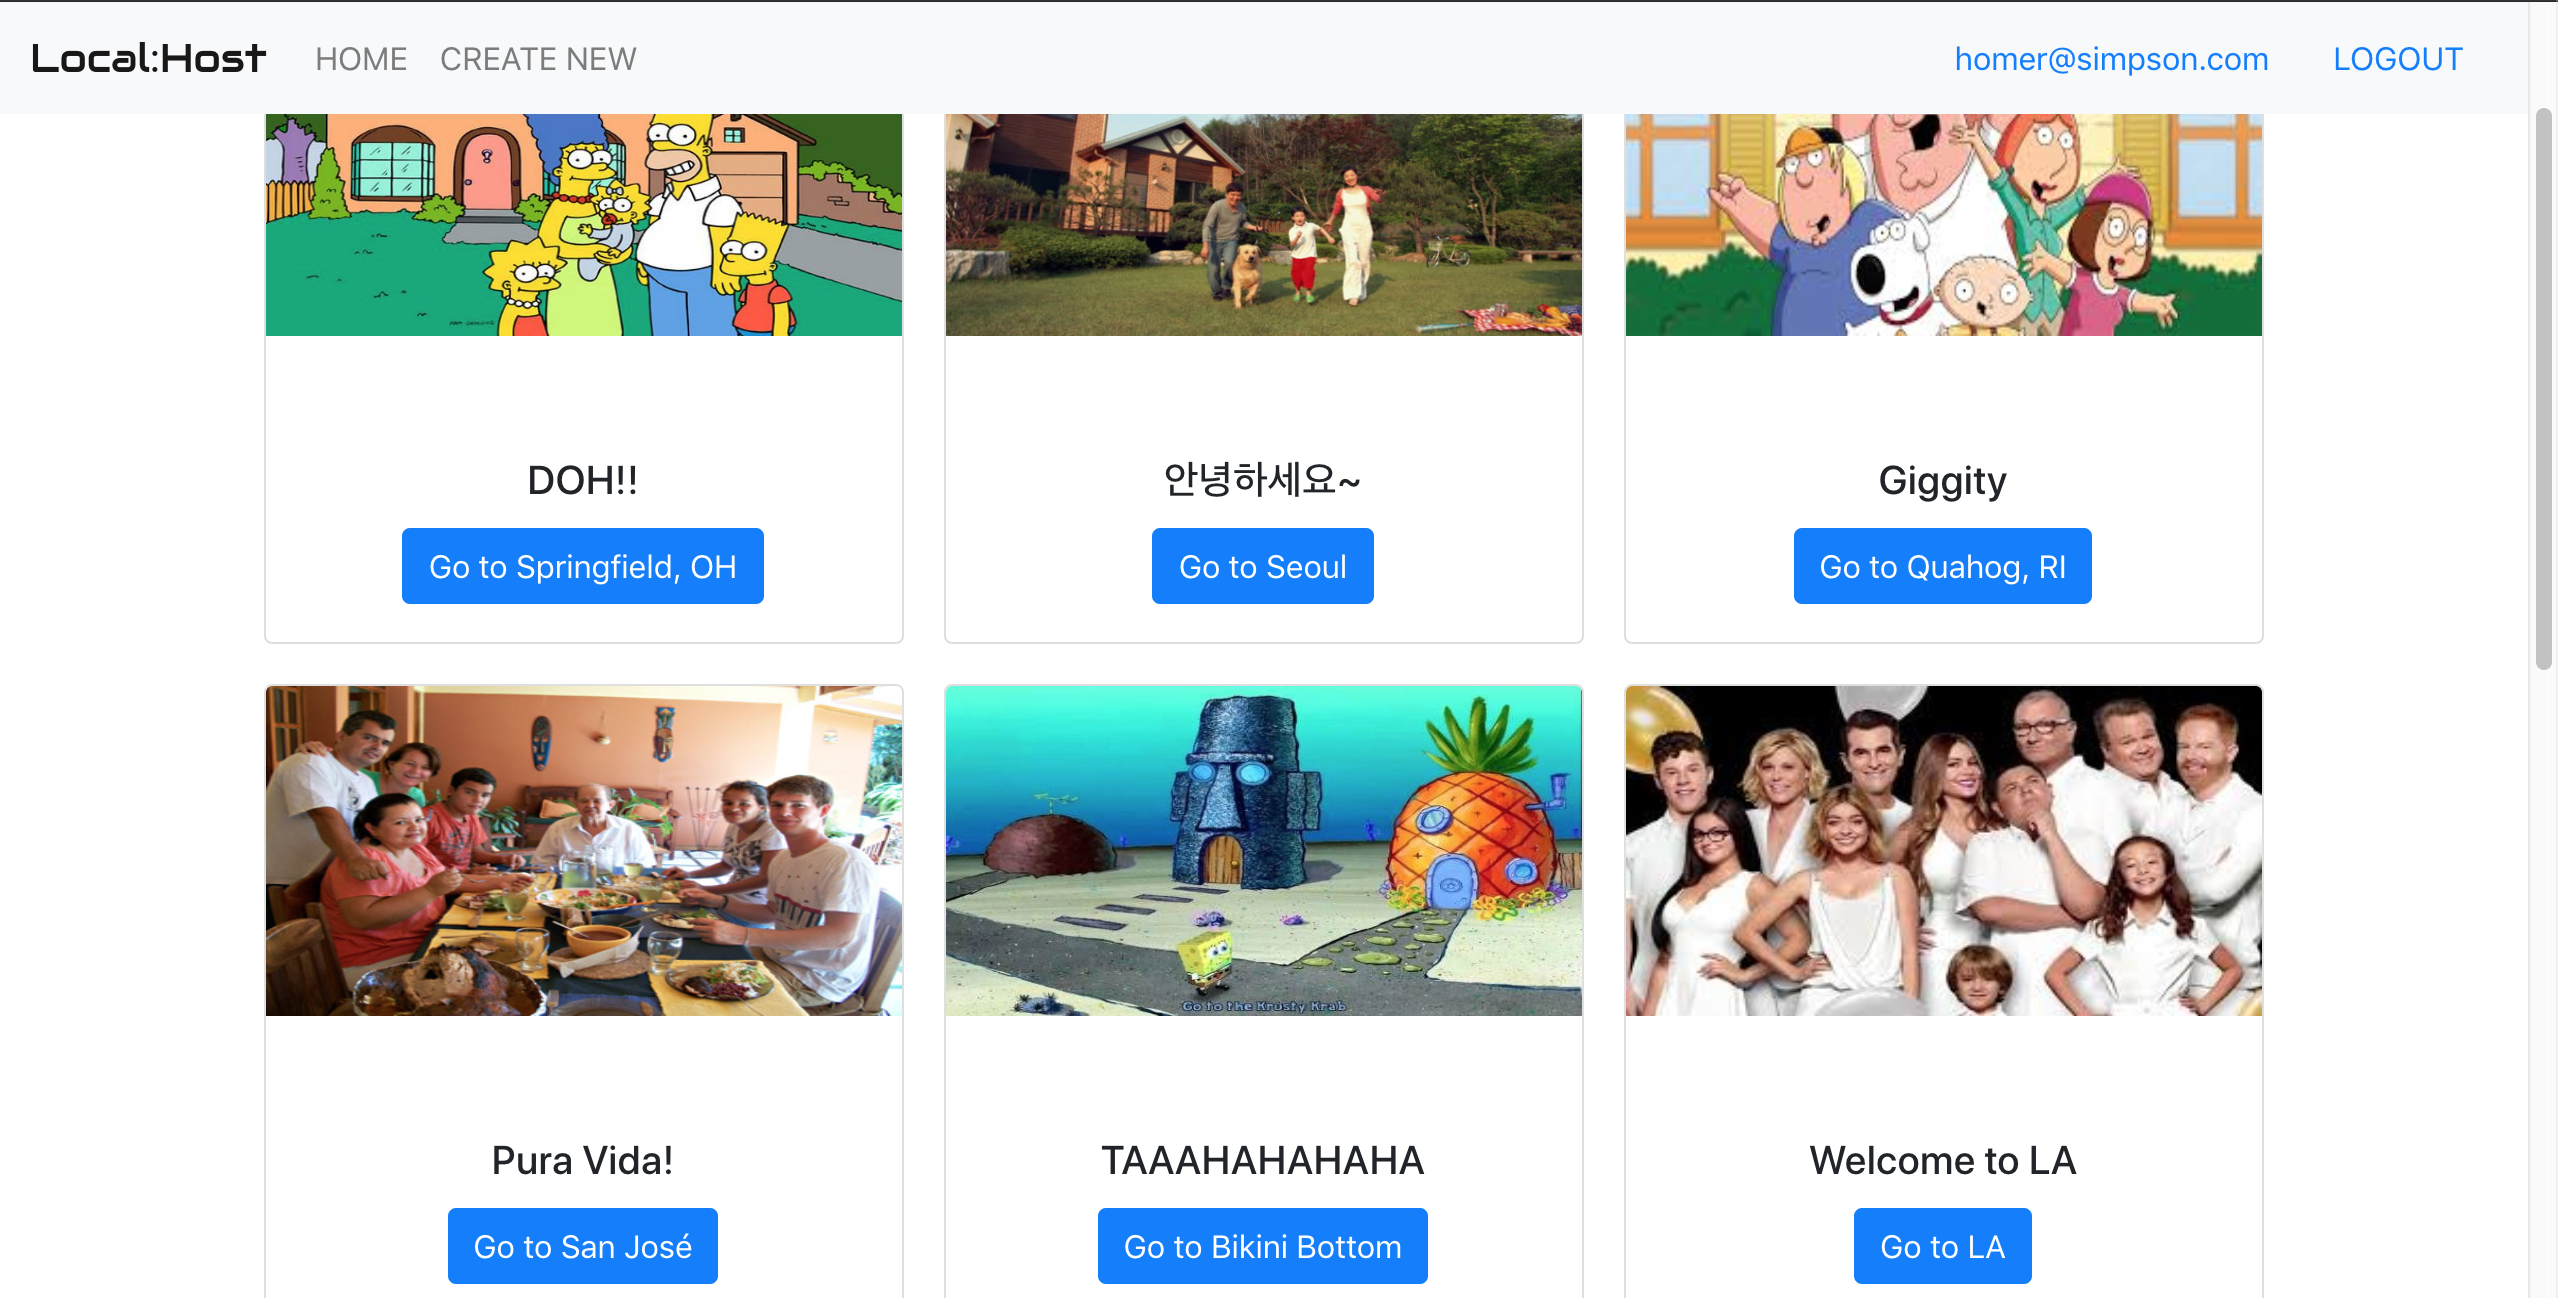 Local:Host HOME CREATE NEW homer@simpson.com LOGOUT
DOH!!
Go to Springfield, OH
안녕하세요~
Go to Seoul
Giggity
Go to Quahog, RI
Pura Vida!
Go to San José
Go to the Krusty Krab
TAAAHAHAHAHA
Go to Bikini Bottom
Welcome to LA
Go to LA